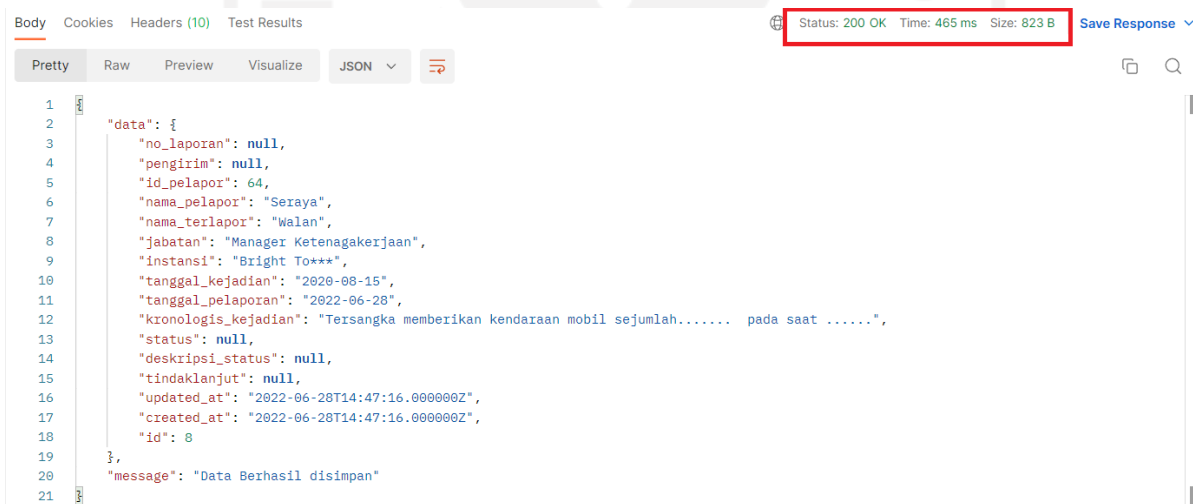 Body Cookies Headers (10) Test Results Status: 200 OK Time: 465 ms Size: 823 B Save Response
Pretty Raw Preview Visualize JSON
1 {
2 "data": {
3 "no_laporan": null,
4 "pengirim": null,
5 "id_pelapor": 64,
6 "nama_pelapor": "Seraya",
7 "nama_terlapor": "Walan",
8 "jabatan": "Manager Ketenagakerjaan",
9 "instansi": "Bright To***",
10 "tanggal_kejadian": "2020-08-15",
11 "tanggal_pelaporan": "2022-06-28",
12 "kronologis_kejadian": "Tersangka memberikan kendaraan mobil sejumlah....... pada saat ......",
13 "status": null,
14 "deskripsi_status": null,
15 "tindaklanjut": null,
16 "updated_at": "2022-06-28T14:47:16.000000Z",
17 "created_at": "2022-06-28T14:47:16.000000Z",
18 "id": 8
19 },
20 "message": "Data Berhasil disimpan"
21 }